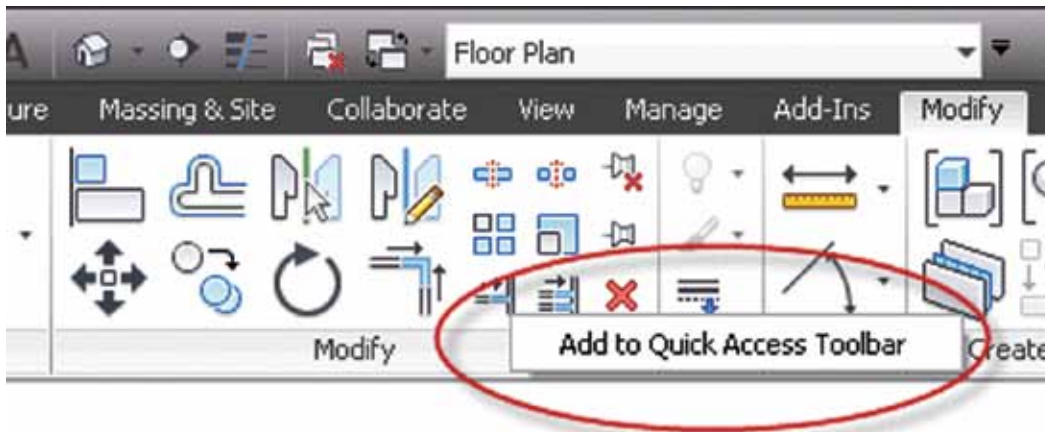 A
Floor Plan
ure Massing & Site Collaborate View Manage Add-Ins Modify
Modify
Add to Quick Access Toolbar
Create